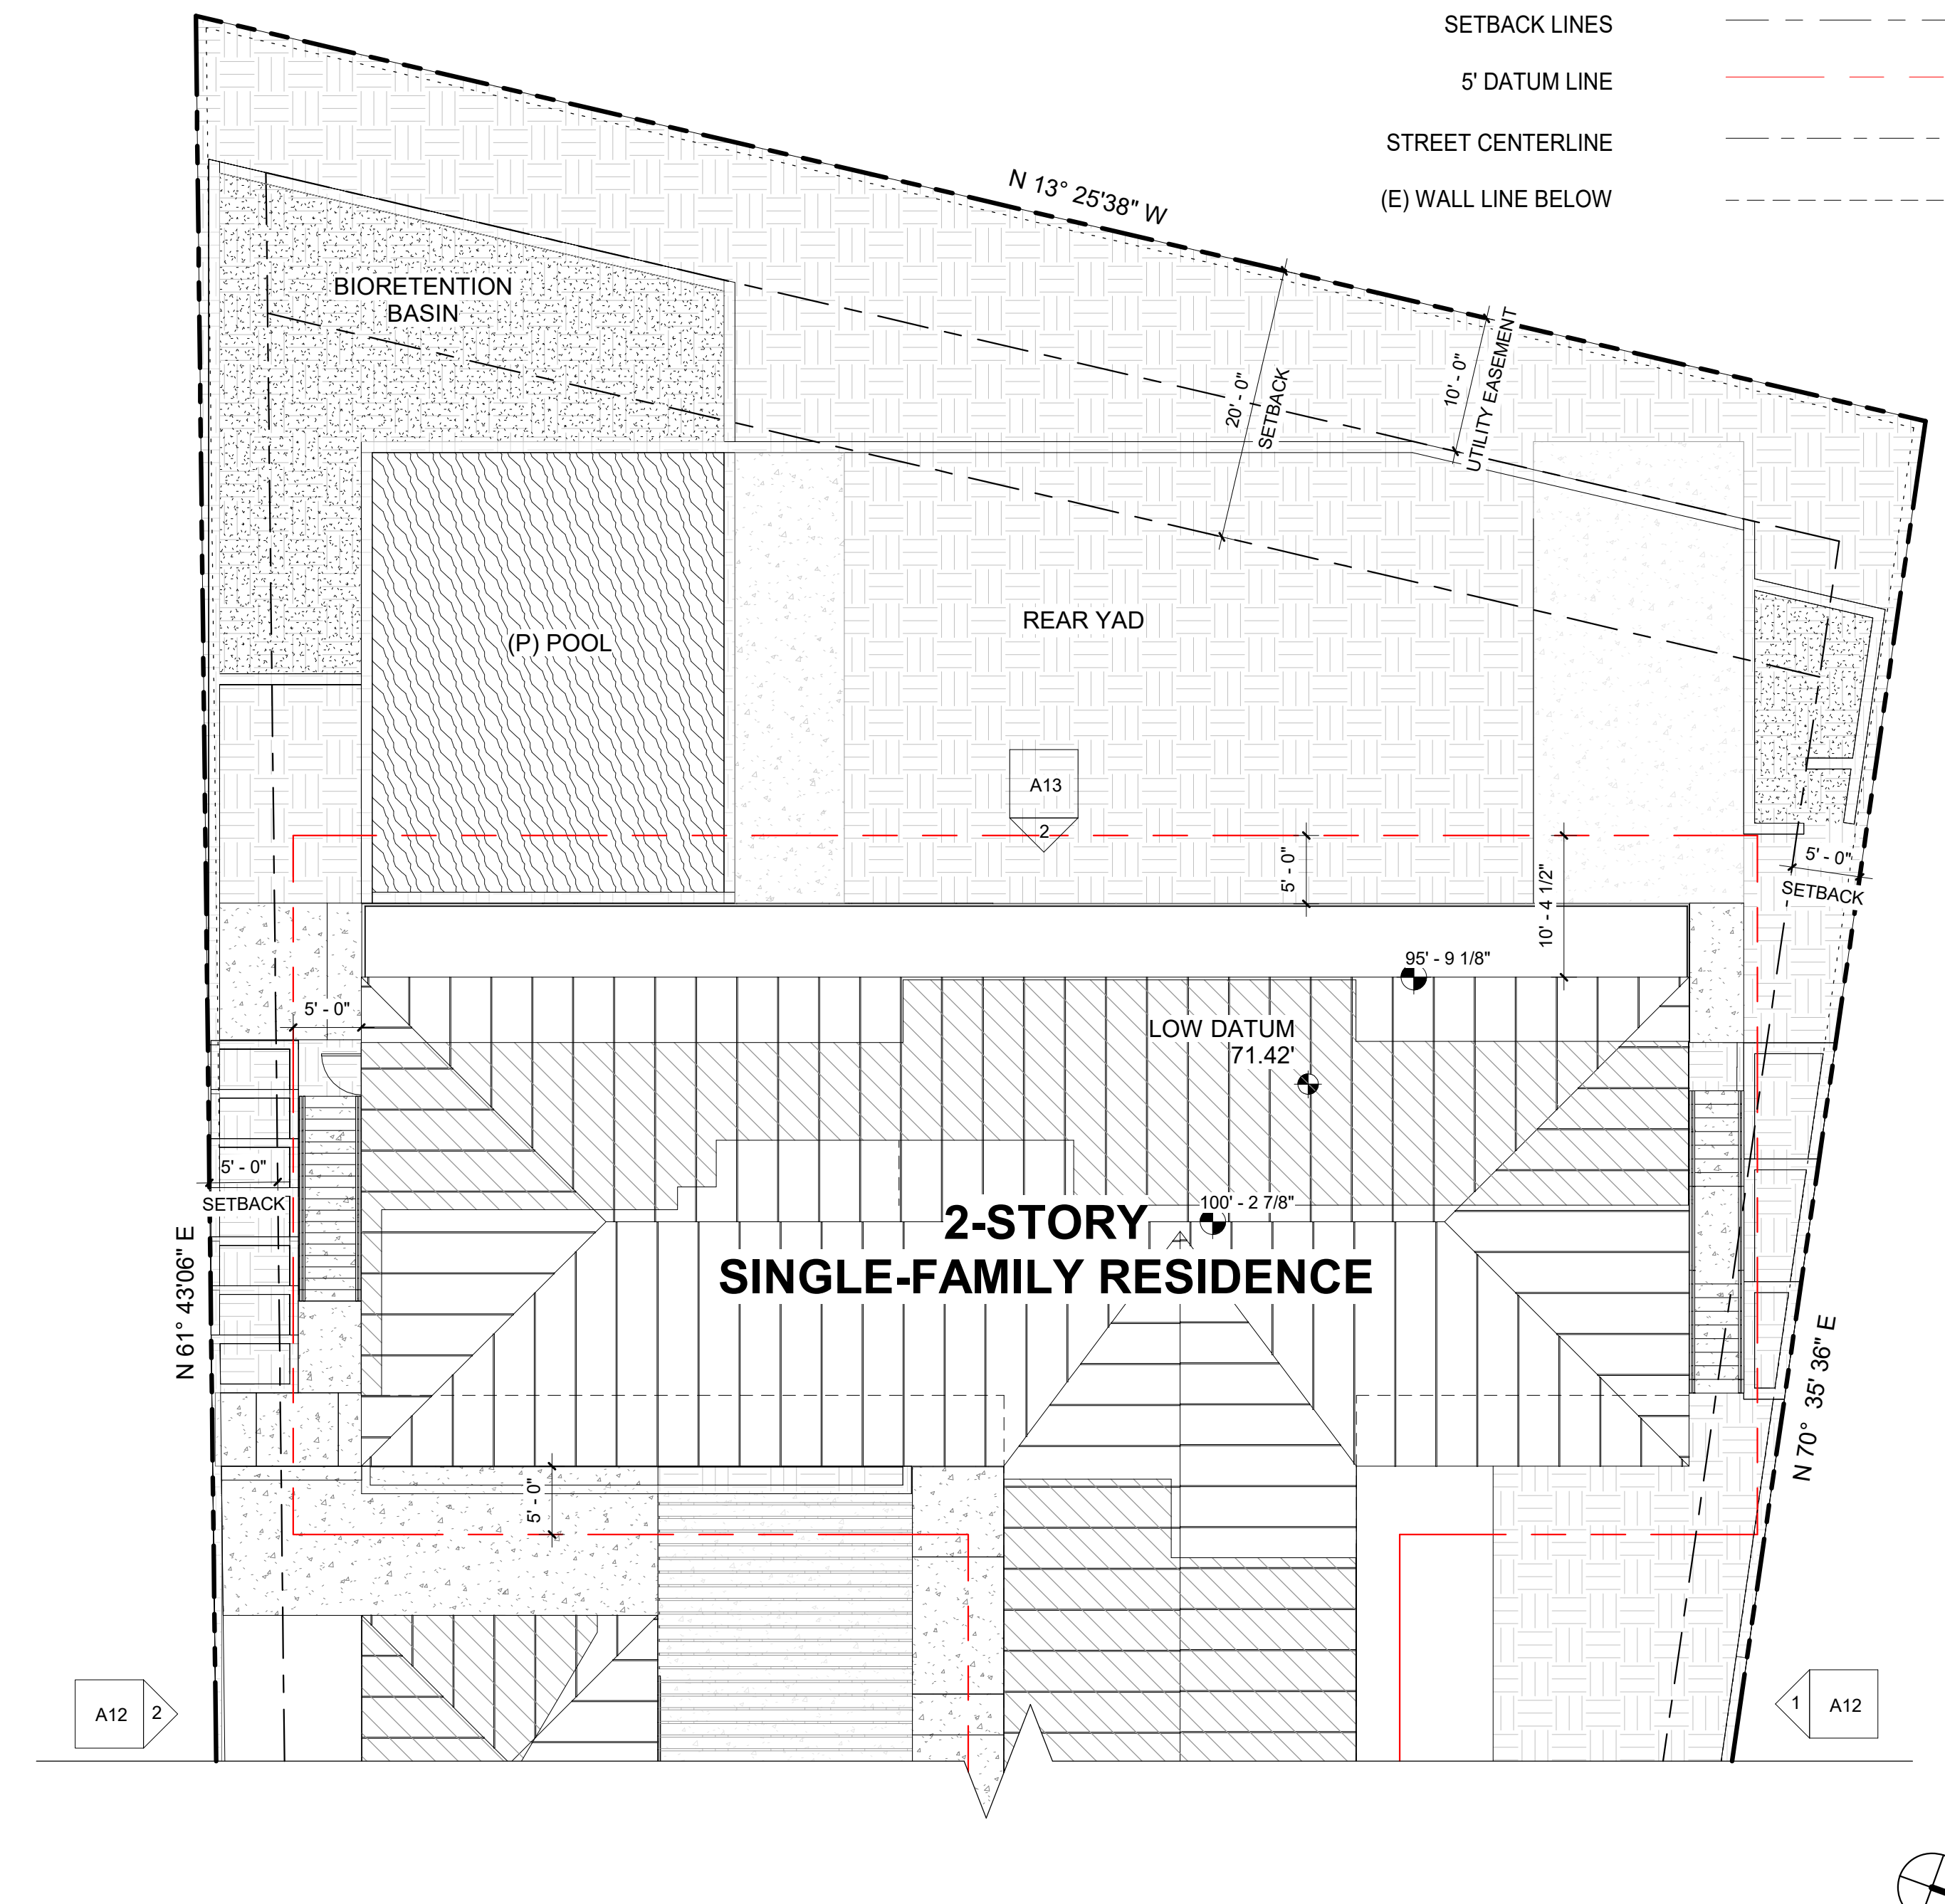 SETBACK LINES
5' DATUM LINE
STREET CENTERLINE
(E) WALL LINE BELOW
N 13° 25'38" W
BIORETENTION
BASIN
20' - 0"
SETBACK
10' - 0"
UTILITY EASEMENT
(P) POOL
REAR YAD
A13
2
5' - 0"
10' - 4 1/2"
5' - 0"
SETBACK
95' - 9 1/8"
5' - 0"
LOW DATUM
71.42'
5' - 0"
SETBACK
100' - 2 7/8"
2-STORY
SINGLE-FAMILY RESIDENCE
N 61° 43'06" E
N 70° 35' 36" E
5' - 0"
A12
2
1
A12